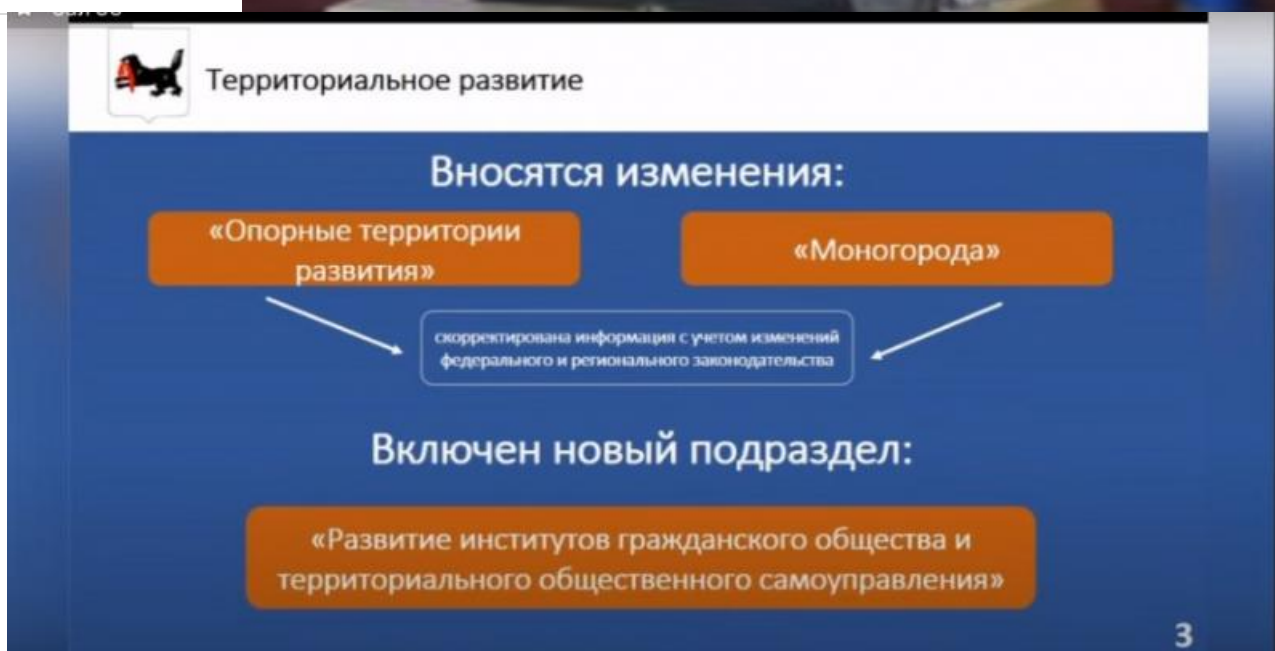 Территориальное развитие
Вносятся изменения:
«Опорные территории
развития»
«Моногорода»
скорректирована информация с учетом изменений
федерального и регионального законодательства
Включен новый подраздел:
«Развитие институтов гражданского общества и
территориального общественного самоуправления»
3